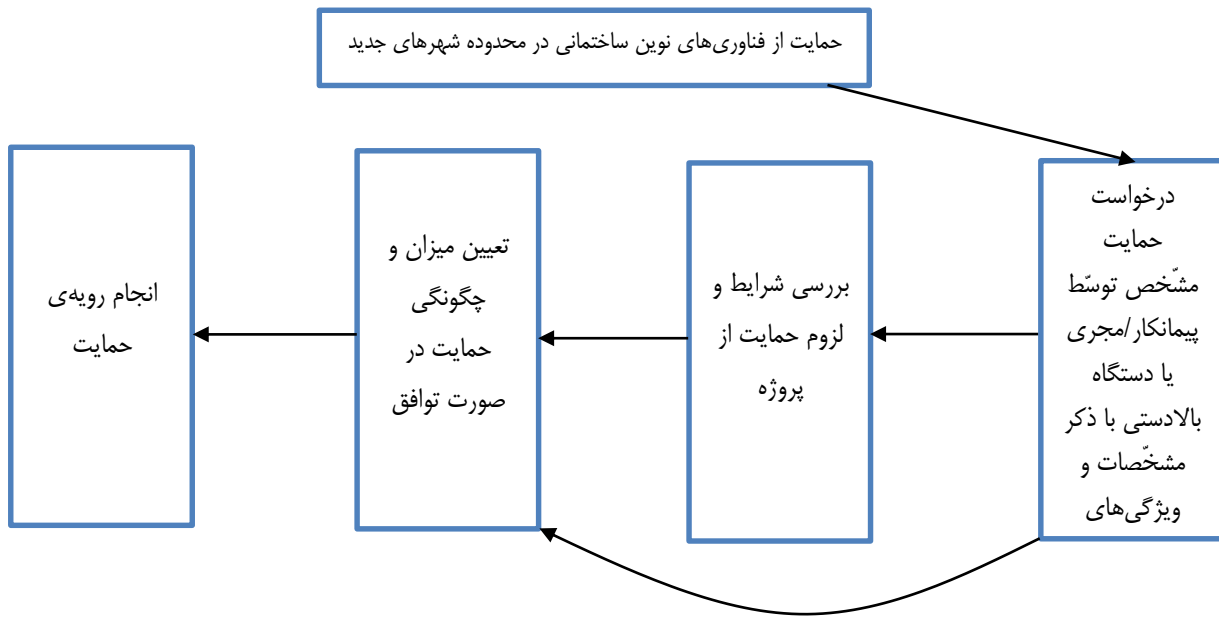 حمایت از فناوری‌های نوین ساختمانی در محدوده شهرهای جدید
درخواست
حمایت
مشّخص توسّط
پیمانکار/مجری
یا دستگاه
بالادستی با ذکر
مشخّصات و
ویژگی‌های
بررسی شرایط و
لزوم حمایت از
پروژه
تعیین میزان و
چگونگی
حمایت در
صورت توافق
انجام رویه‌ی
حمایت